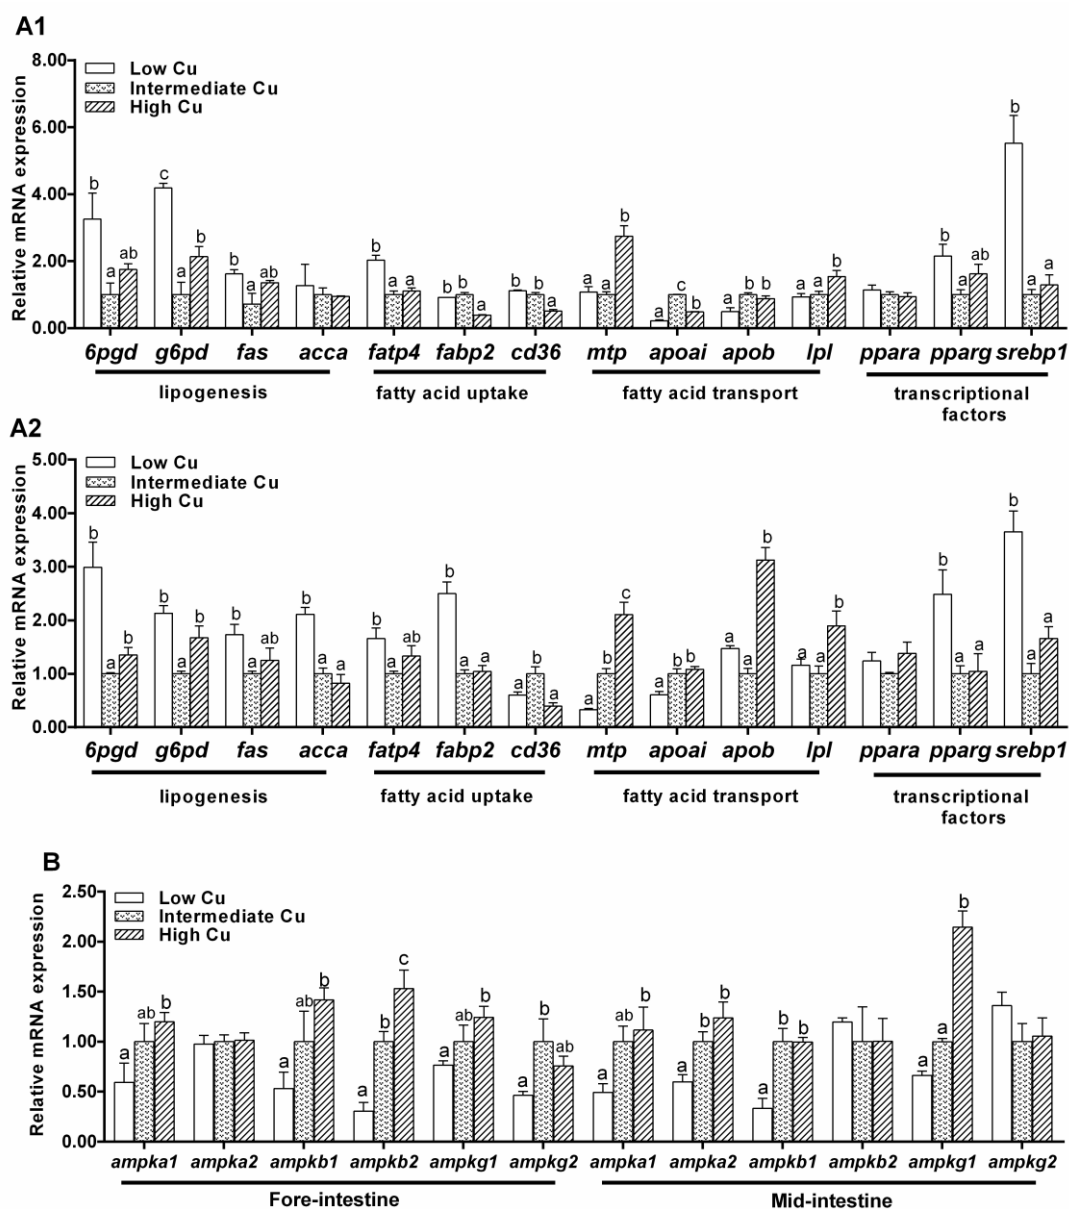 A1
8.00
6.00
4.00
2.00
0.00
Relative mRNA expression
Low Cu
Intermediate Cu
High Cu
b a ab c a b b a ab b a a b b a b b a a a b a c b a b b a a b b a ab b a a
6pgd g6pd fas acca fatp4 fabp2 cd36 mtp apoai apob lpl ppara pparg srebp1
lipogenesis fatty acid uptake fatty acid transport transcriptional
factors
A2
5.00
4.00
3.00
2.00
1.00
0.00
Relative mRNA expression
Low Cu
Intermediate Cu
High Cu
b a b b a b b a ab b a a b a ab b a a a b a a b c a b b a a b a a b b a a b a a
6pgd g6pd fas acca fatp4 fabp2 cd36 mtp apoai apob lpl ppara pparg srebp1
lipogenesis fatty acid uptake fatty acid transport transcriptional
factors
B
2.50
2.00
1.50
1.00
0.50
0.00
Relative mRNA expression
Low Cu
Intermediate Cu
High Cu
a ab b a ab b a b c a ab b a b ab a ab b a b b a b b a a b
ampka1 ampka2 ampkb1 ampkb2 ampkg1 ampkg2 ampka1 ampka2 ampkb1 ampkb2 ampkg1 ampkg2
Fore-intestine Mid-intestine